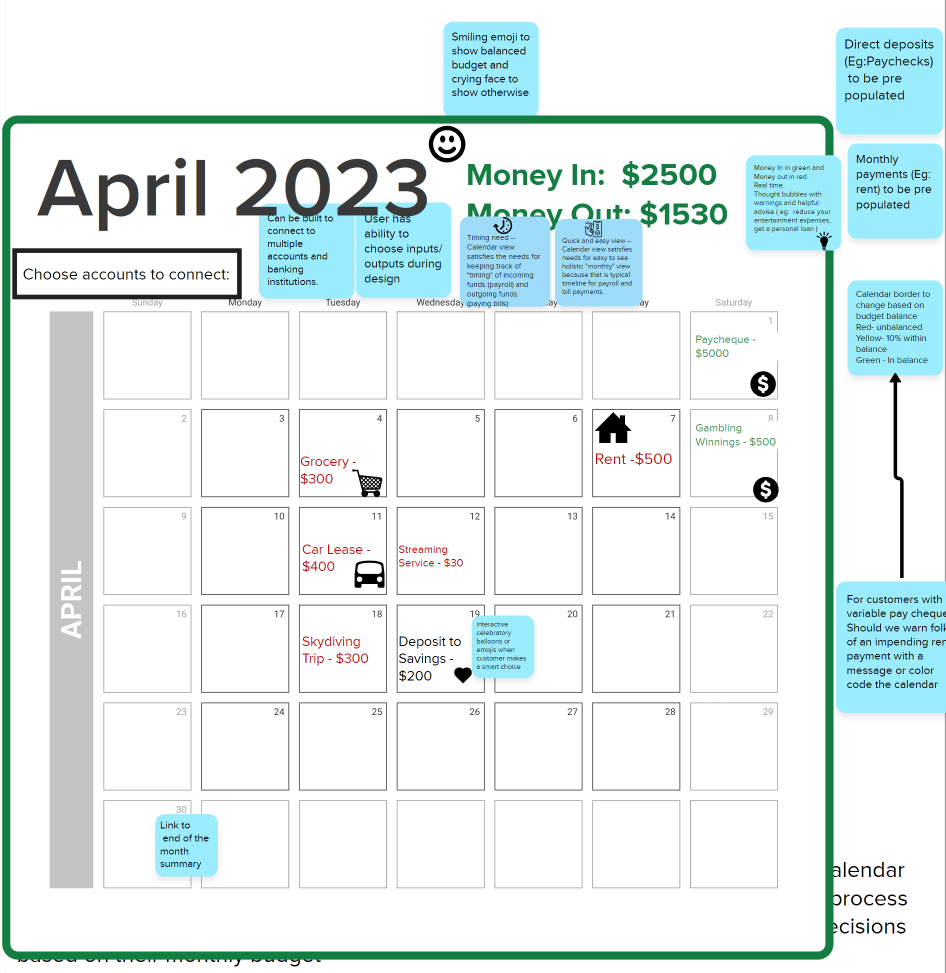 Smiling emoji to
show balanced
budget and
crying face to
show otherwise
Direct deposits
(Eg:Paychecks)
to be pre
populated
April 2023
Money In: $2500
Money Out: $1530
Money In in green and
Money out in red.
Real time.
Thought bubbles with
warnings and helpful
advise ( eg: reduce your
entertainment expenses,
get a personal loan )
Monthly
payments (Eg:
rent) to be pre
populated
Can be built to
connect to
multiple
accounts and
banking
institutions.
User has
ability to
choose inputs/
outputs during
design
Timing need --
Calendar view
satisfies the needs for
keeping track of
"timing" of incoming
funds (payroll) and
outgoing funds
(paying bills)
Quick and easy view --
Calendar view satisfies
needs for easy to see
holistic "monthly" view
because that is typical
timeline for payroll and
bill payments.
Choose accounts to connect:
Calendar border to
change based on
budget balance
Red- unbalanced
Yellow- 10% within
balance
Green - In balance
Sunday Monday Tuesday Wednesday Saturday
APRIL
1
Paycheque -
$5000
2 3 4 5 6 7 8
Grocery -
$300
Rent -$500
Gambling
Winnings - $500
9 10 11 12 13 14 15
Car Lease -
$400
Streaming
Service - $30
16 17 18 19 20 21 22
Skydiving
Trip - $300
Deposit to
Savings -
$200
Interactive
celebratory
balloons or
emojis when
customer makes
a smart choice
For customers with
variable pay cheque
Should we warn
of an impending
payment with a
message or color
code the calendar
23 24 25 26 27 28 29
30
Link to
end of the
month
summary
alendar
process
ecisions
based on their monthly budget